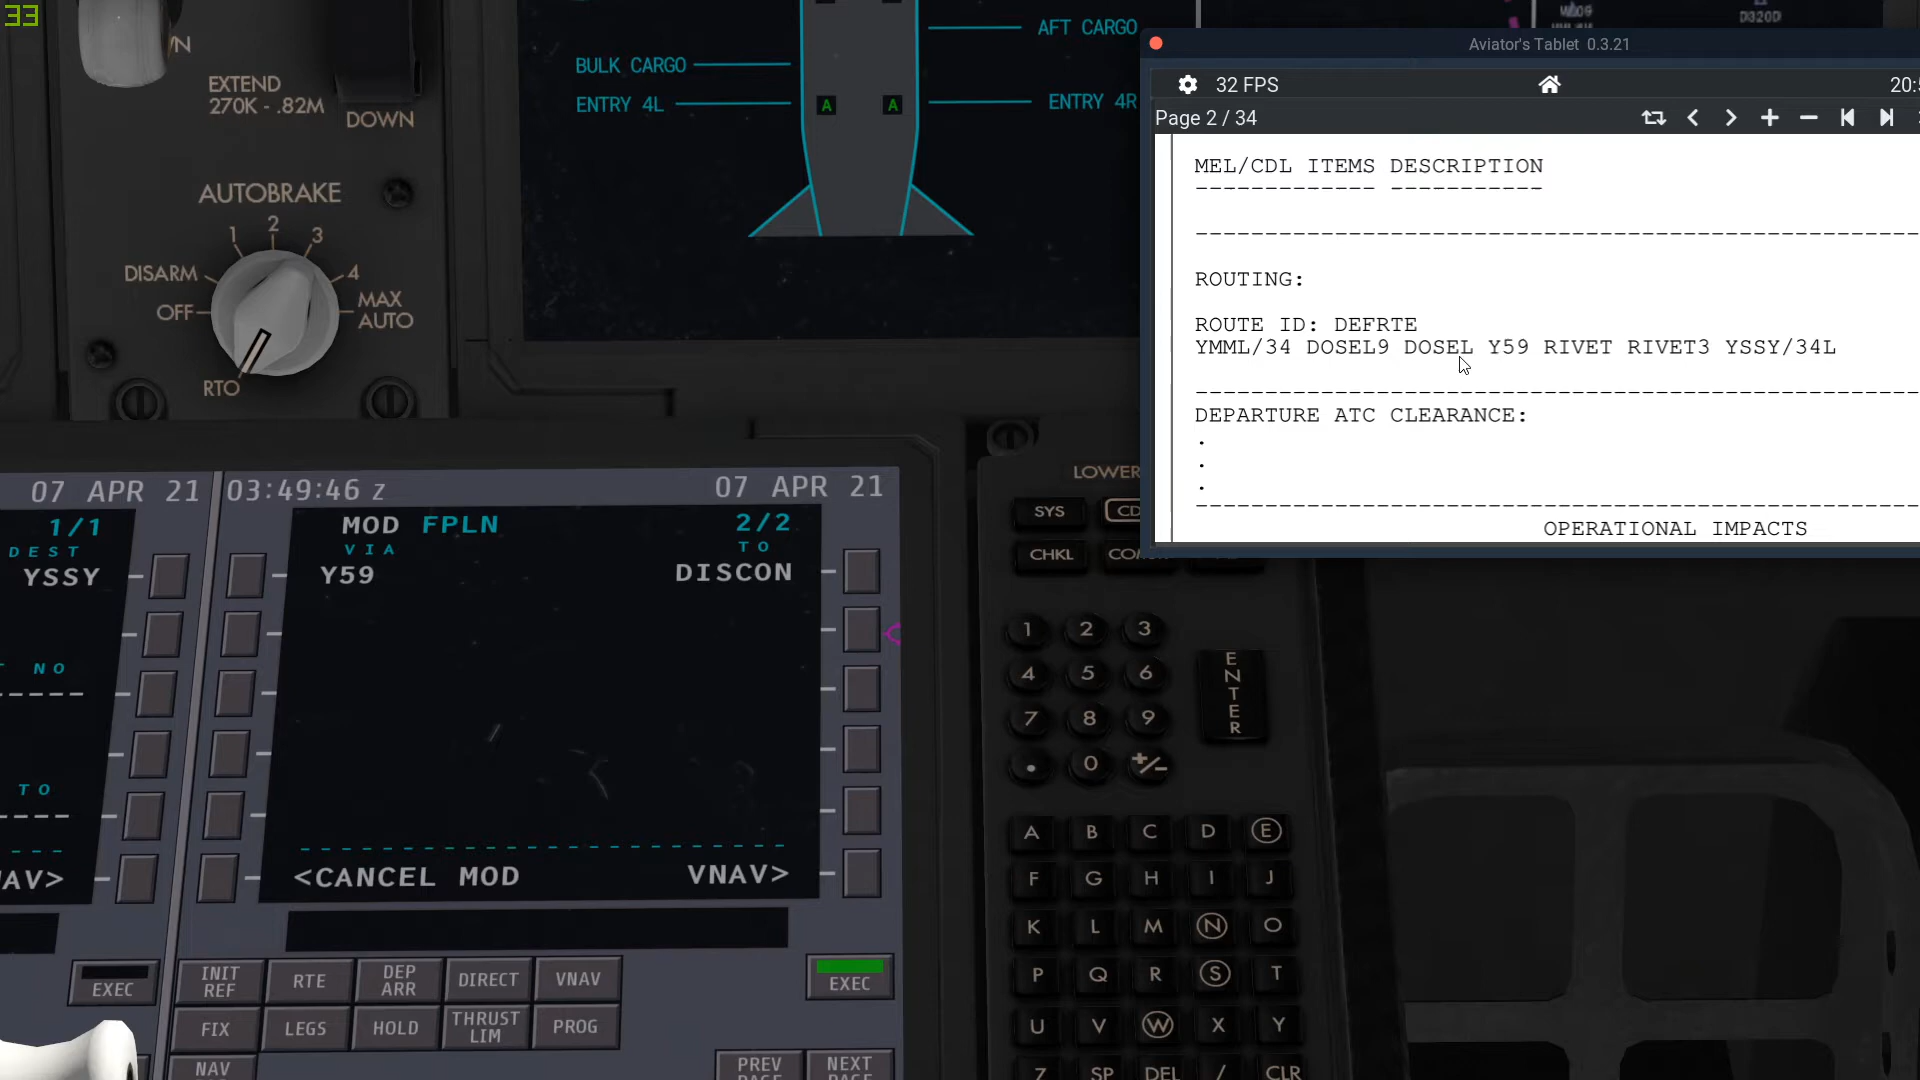 33
EXTEND
270K - .82M
DOWN
AUTOBRAKE
DISARM
OFF
1
2
3
4
MAX
AUTO
RTO
BULK CARGO
ENTRY 4L
A
A
AFT CARGO
ENTRY 4R
D320D
Aviator's Tablet 0.3.21
32 FPS
Page 2 / 34
MEL/CDL ITEMS DESCRIPTION
------------- -----------
ROUTING:
ROUTE ID: DEFRTE
YMML/34 DOSEL9 DOSEL Y59 RIVET RIVET3 YSSY/34L
DEPARTURE ATC CLEARANCE:
.
.
.
OPERATIONAL IMPACTS
07 APR 21
1/1
DEST
YSSY
NO
-----
TO
-----
AV>
EXEC
03:49:46 z
07 APR 21
MOD FPLN
2/2
VIA
TO
Y59
DISCON
<CANCEL MOD
VNAV>
INIT
REF
RTE
DEP
ARR
DIRECT
VNAV
EXEC
FIX
LEGS
HOLD
THRUST
LIM
PROG
NAV
PREV
NEXT
LOWER
SYS
CD
CHKL
1
2
3
4
5
6
7
8
9
.
0
+/-
ENTER
A
B
C
D
E
F
G
H
I
J
K
L
M
N
O
P
Q
R
S
T
U
V
W
X
Y
Z
SP
DEL
/
CLR